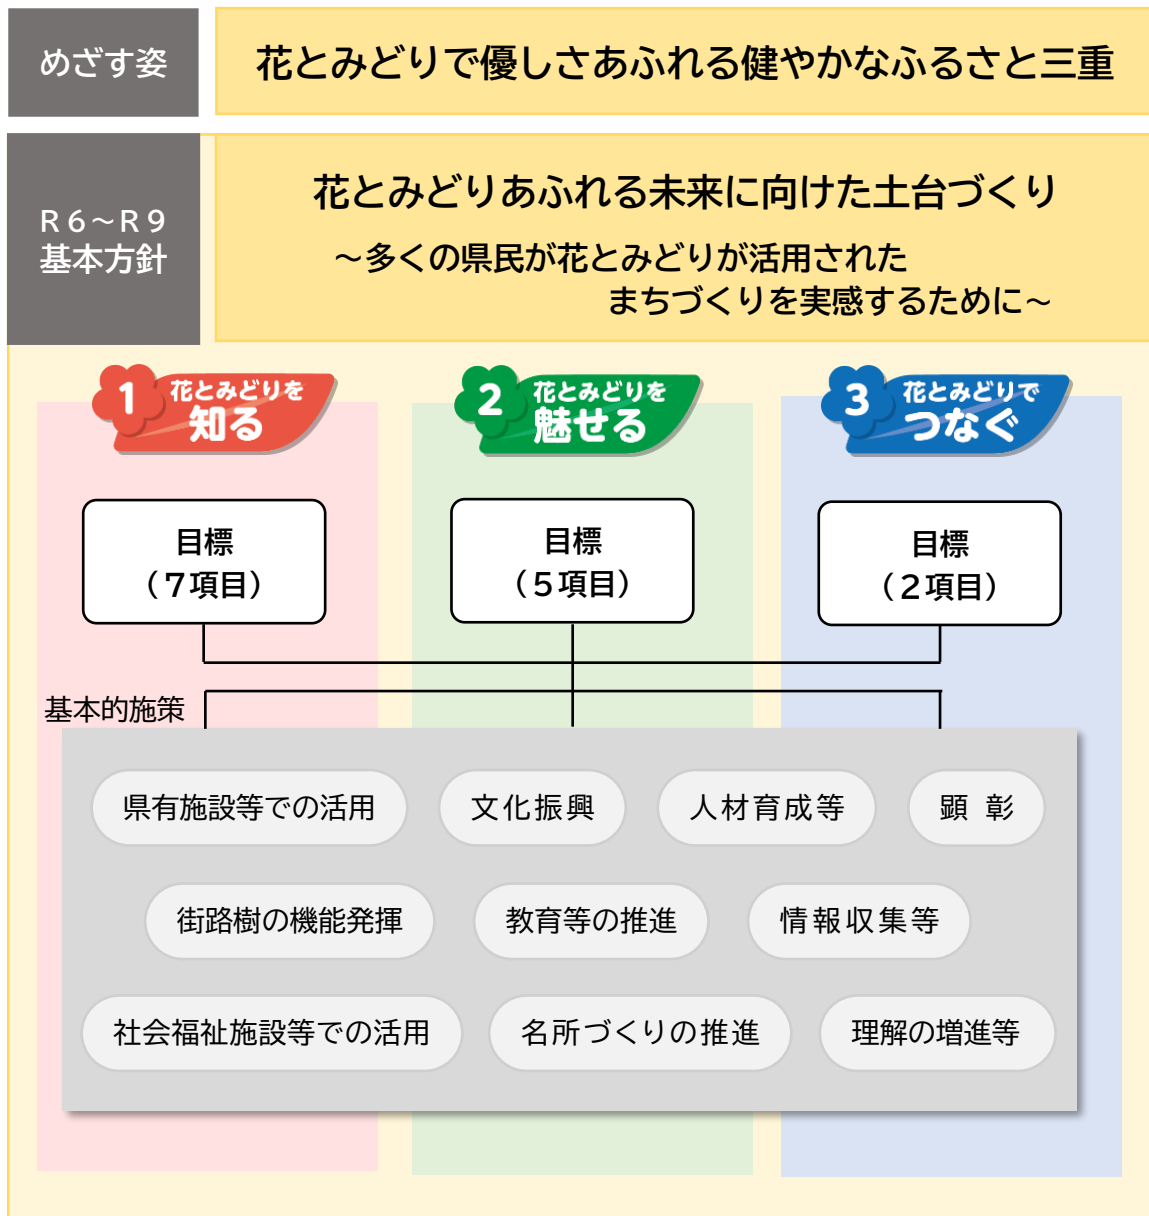 めざす姿
花とみどりで優しさあふれる健やかなふるさと三重
R6～R9
基本方針
花とみどりあふれる未来に向けた土台づくり
～多くの県民が花とみどりが活用された
まちづくりを実感するために～
1 花とみどりを
知る
2 花とみどりを
魅せる
3 花とみどりで
つなぐ
目標
（7項目）
目標
（5項目）
目標
（2項目）
基本的施策
県有施設等での活用
文化振興
人材育成等
顕 彰
街路樹の機能発揮
教育等の推進
情報収集等
社会福祉施設等での活用
名所づくりの推進
理解の増進等